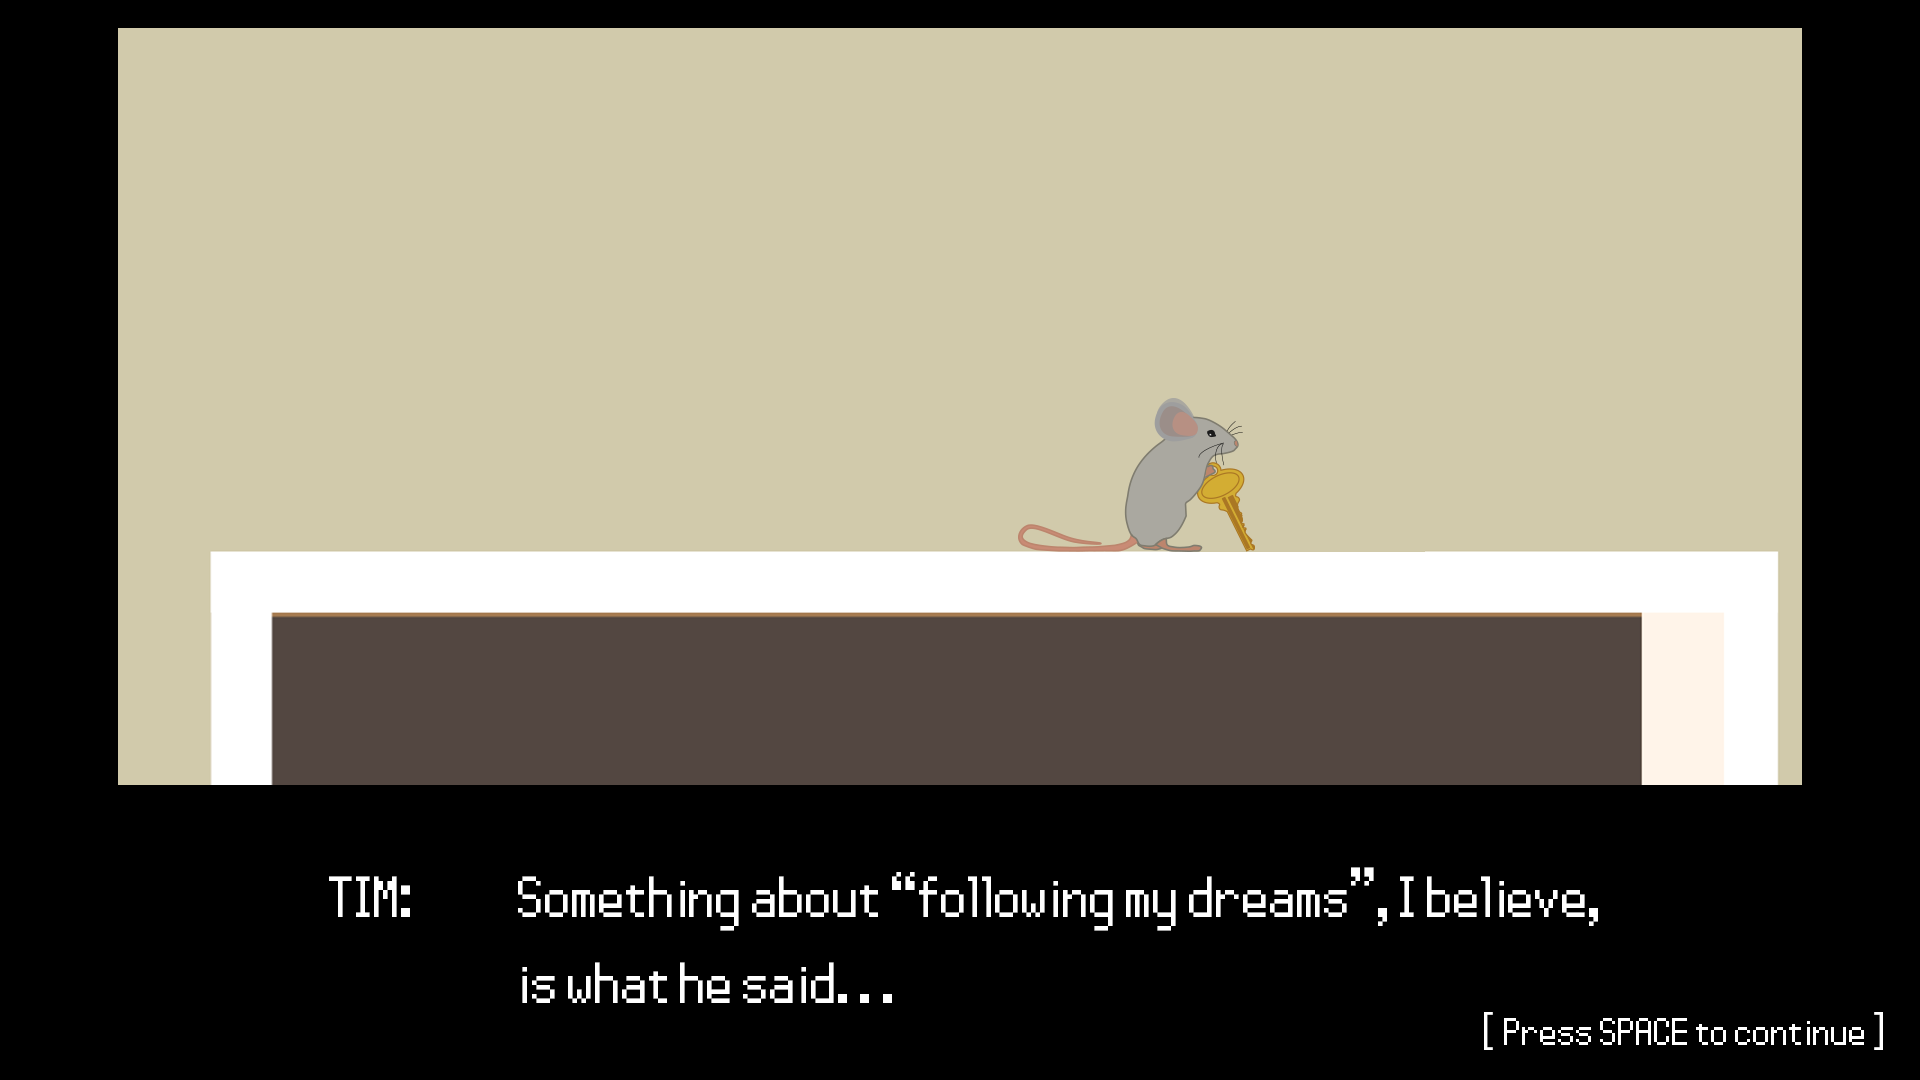 TIM: Something about “following my dreams”, I believe,
is what he said...
[ Press SPACE to continue ]